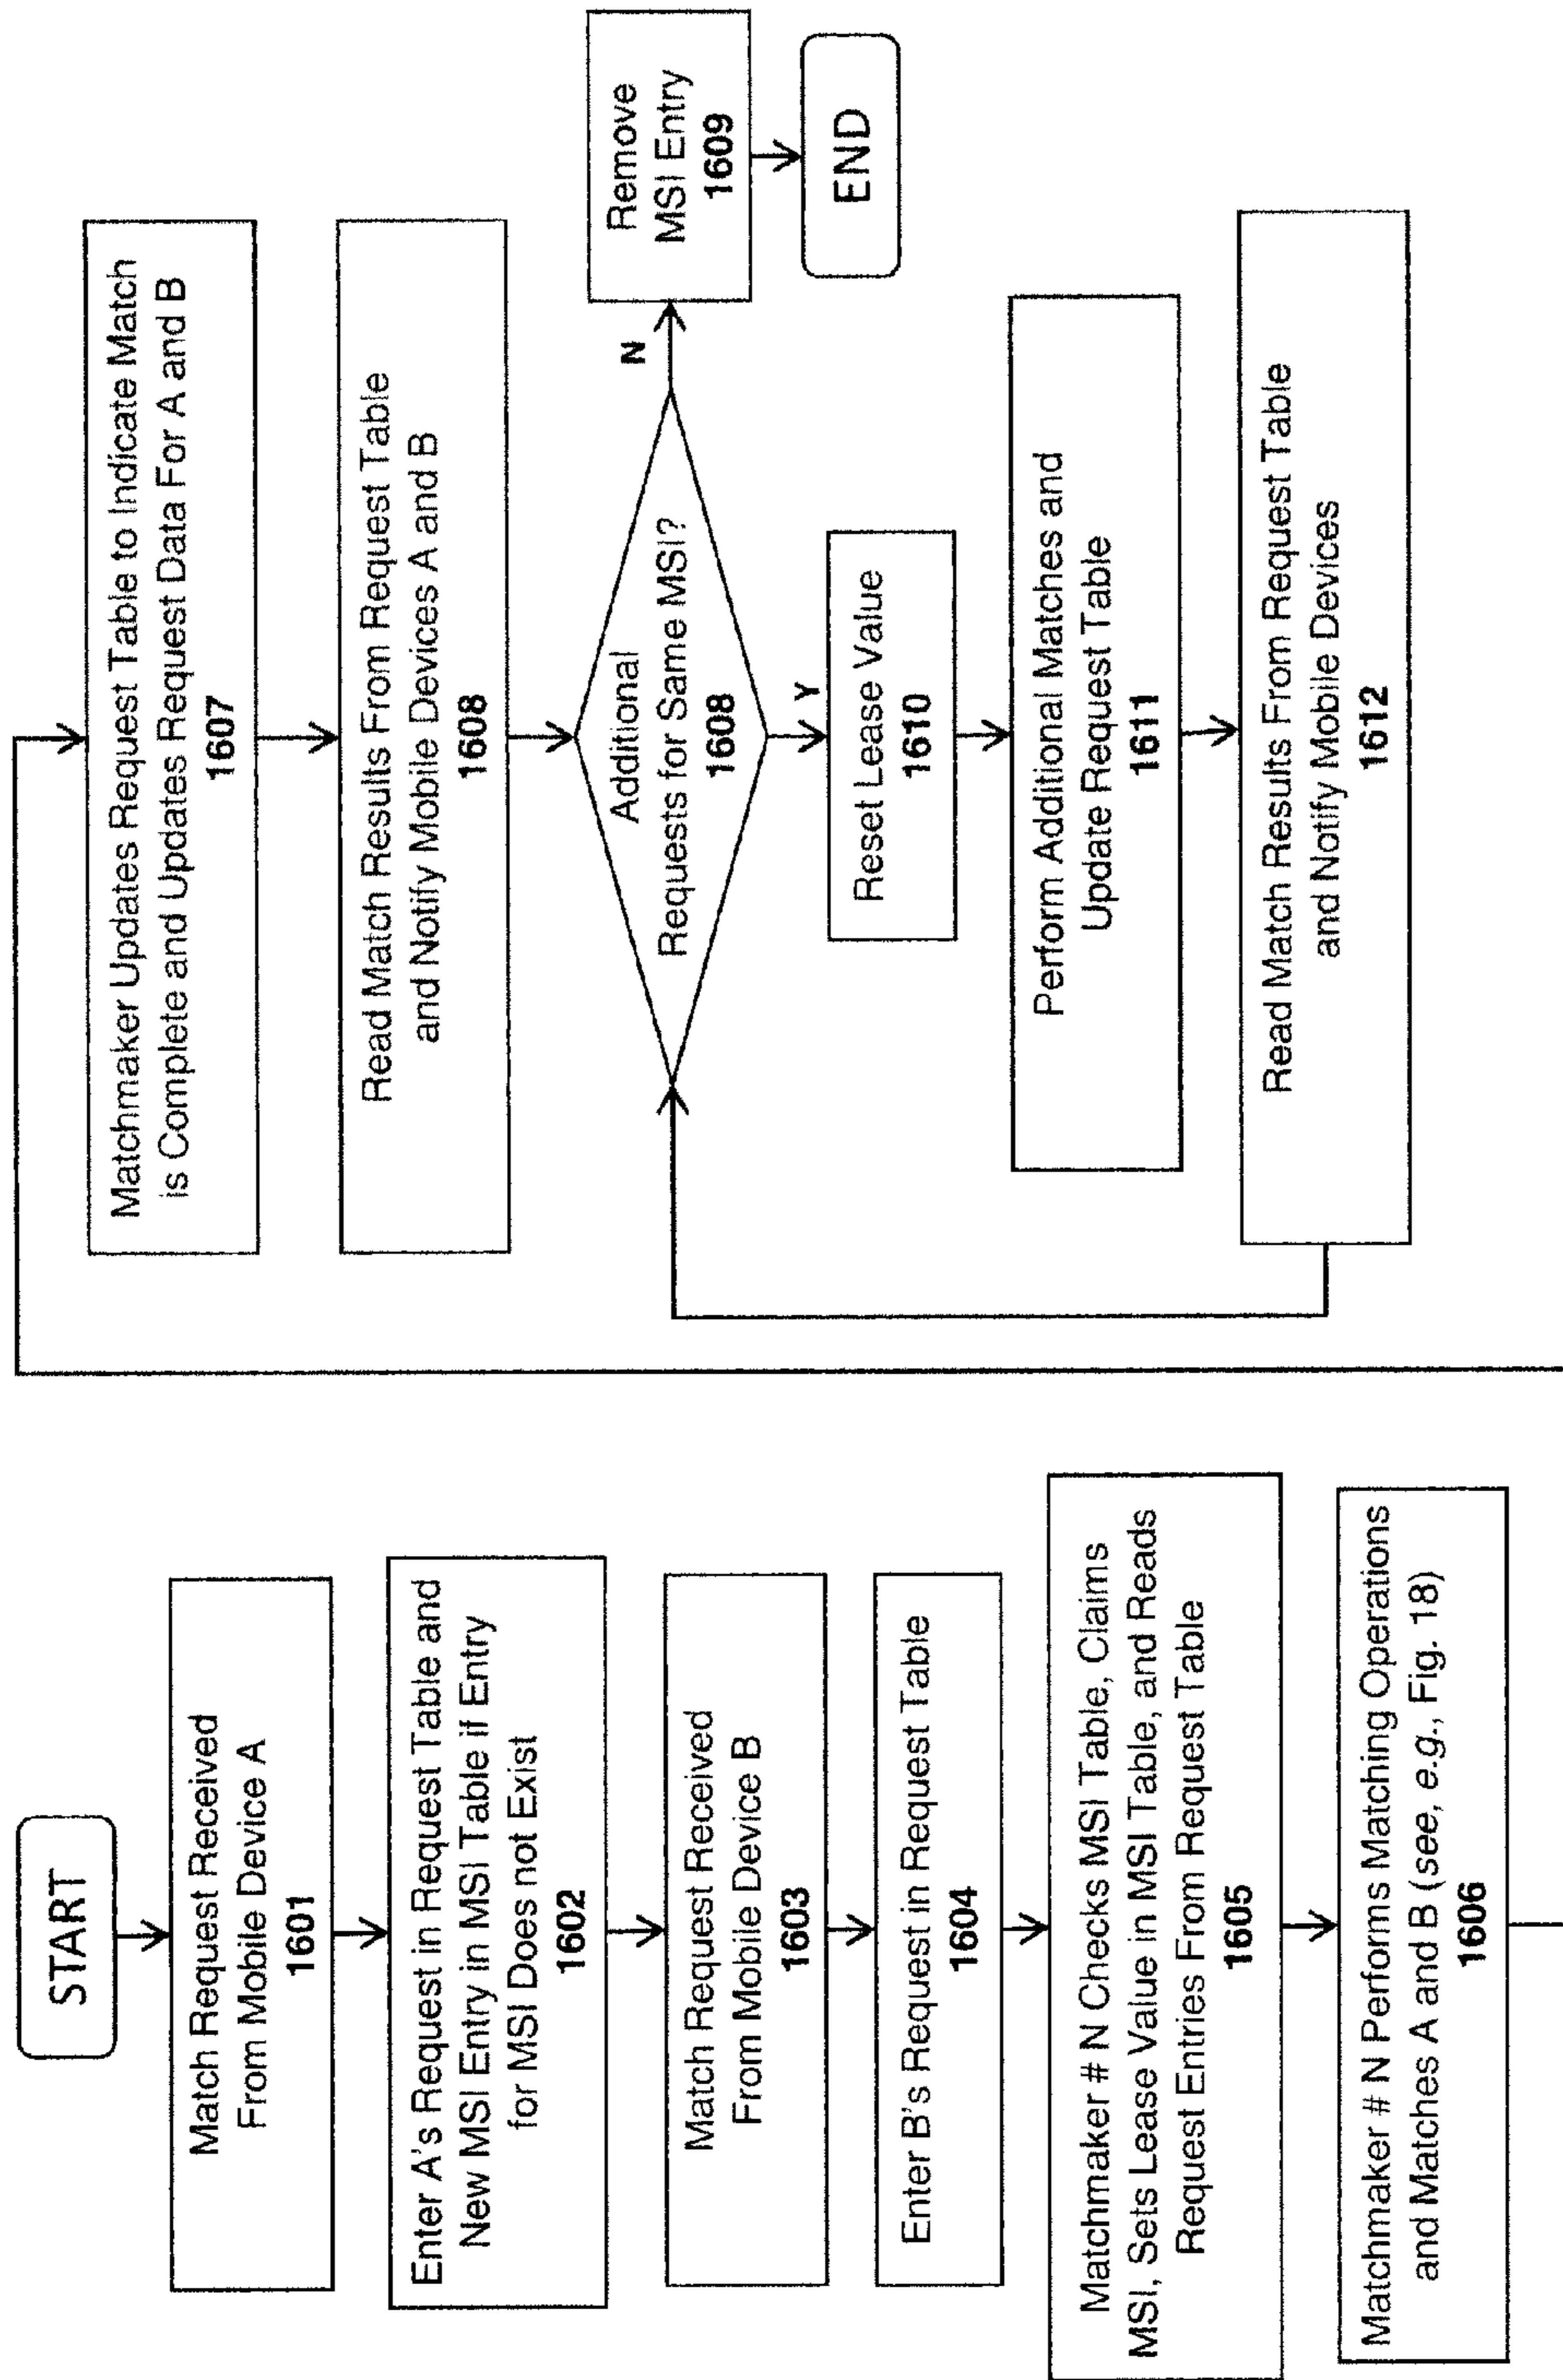 START
Match Request Received
From Mobile Device A
1601
Enter A's Request in Request Table and
New MSI Entry in MSI Table if Entry
for MSI Does not Exist
1602
Match Request Received
From Mobile Device B
1603
Enter B's Request in Request Table
1604
Matchmaker # N Checks MSI Table, Claims
MSI, Sets Lease Value in MSI Table, and Reads
Request Entries From Request Table
1605
Matchmaker # N Performs Matching Operations
and Matches A and B (see, e.g., Fig. 18)
1606
Matchmaker Updates Request Table to Indicate Match
is Complete and Updates Request Data For A and B
1607
Read Match Results From Request Table
and Notify Mobile Devices A and B
1608
Additional
Requests for Same MSI?
1608
N
Remove
MSI Entry
1609
END
Y
Reset Lease Value
1610
Perform Additional Matches and
Update Request Table
1611
Read Match Results From Request Table
and Notify Mobile Devices
1612